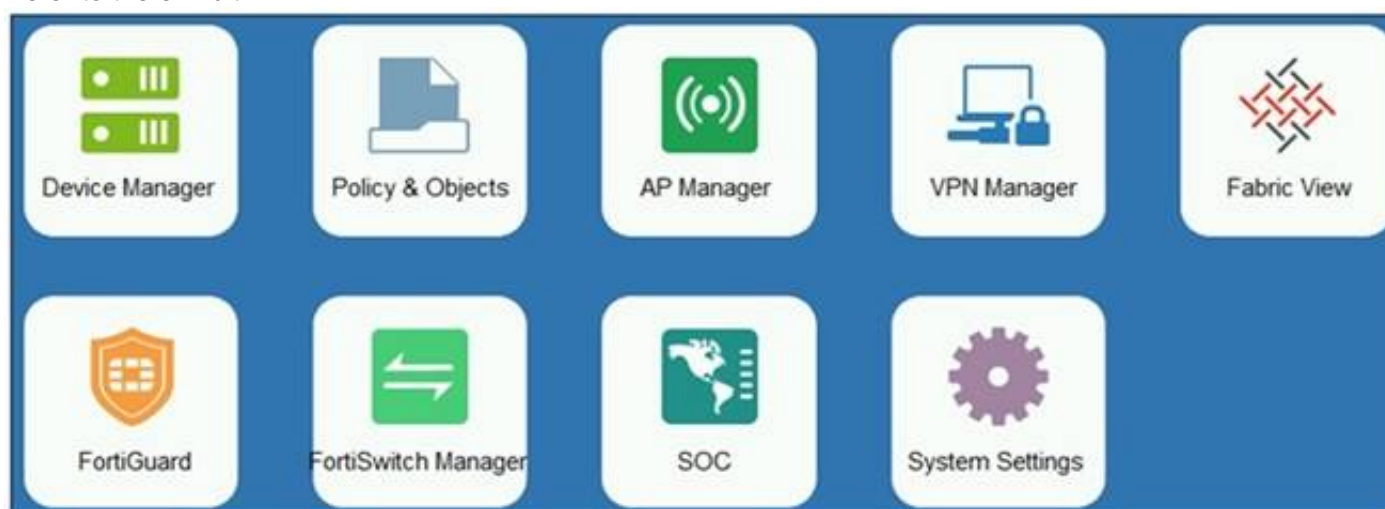 Device Manager
Policy & Objects
AP Manager
VPN Manager
Fabric View
FortiGuard
FortiSwitch Manager
SOC
System Settings